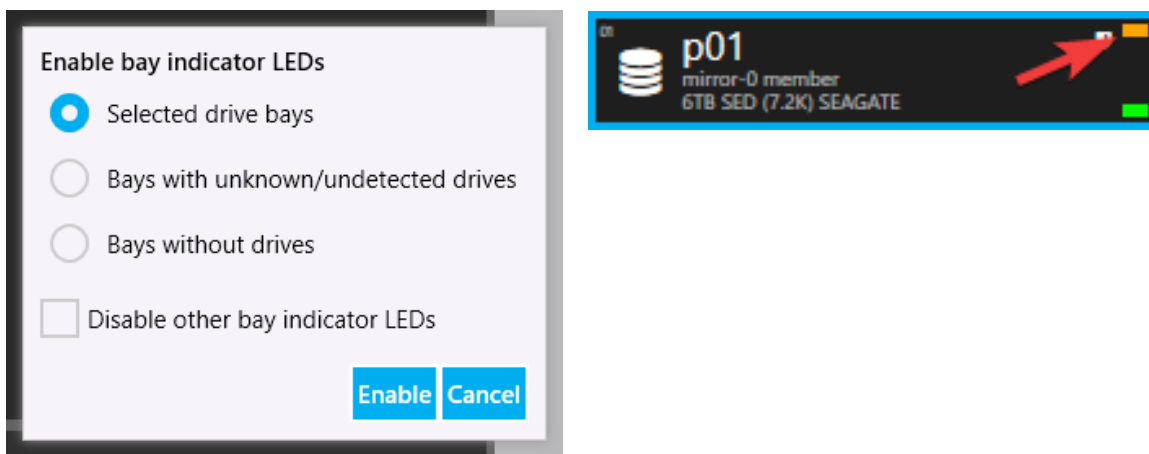 Enable bay indicator LEDs
Selected drive bays
Bays with unknown/undetected drives
Bays without drives
Disable other bay indicator LEDs
Enable Cancel
01
p01
mirror-0 member
6TB SED (7.2K) SEAGATE